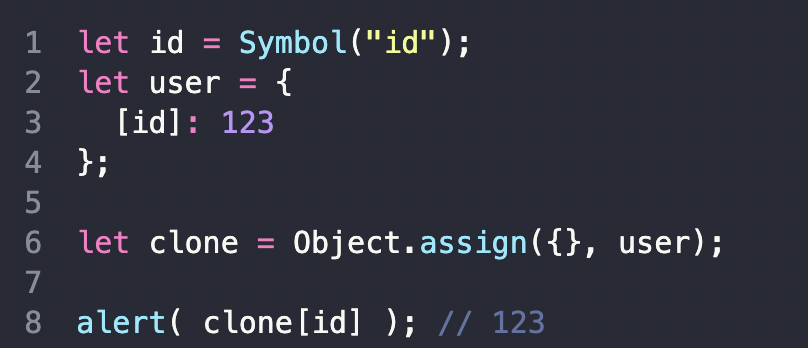 1 let id = Symbol("id");
2 let user = {
3   [id]: 123
4 };
5
6 let clone = Object.assign({}, user);
7
8 alert( clone[id] ); // 123